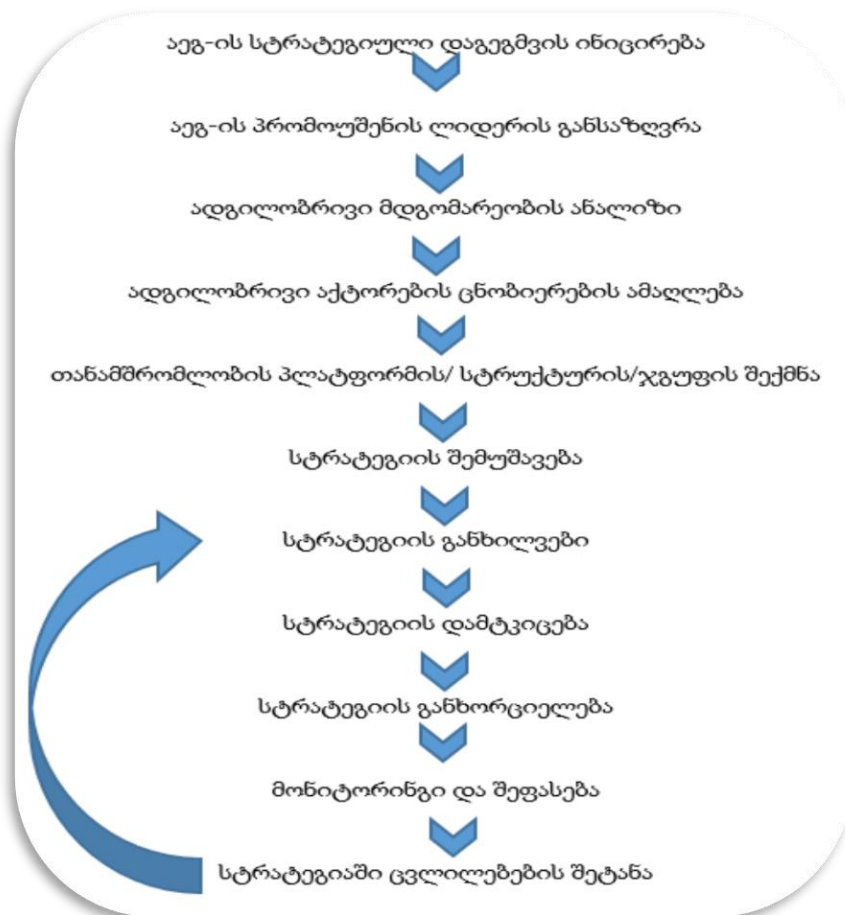 აეგ-ის სტრატეგიული დაგეგმვის ინიცირება
აეგ-ის პრომოუშენის ლიდერის განსაზღვრა
ადგილობრივი მდგომარეობის ანალიზი
ადგილობრივი აქტორების ცნობიერების ამაღლება
თანამშრომლობის პლატფორმის/ სტრუქტურის/ჯგუფის შექმნა
სტრატეგიის შემუშავება
სტრატეგიის განხილვები
სტრატეგიის დამტკიცება
სტრატეგიის განხორციელება
მონიტორინგი და შეფასება
სტრატეგიაში ცვლილებების შეტანა